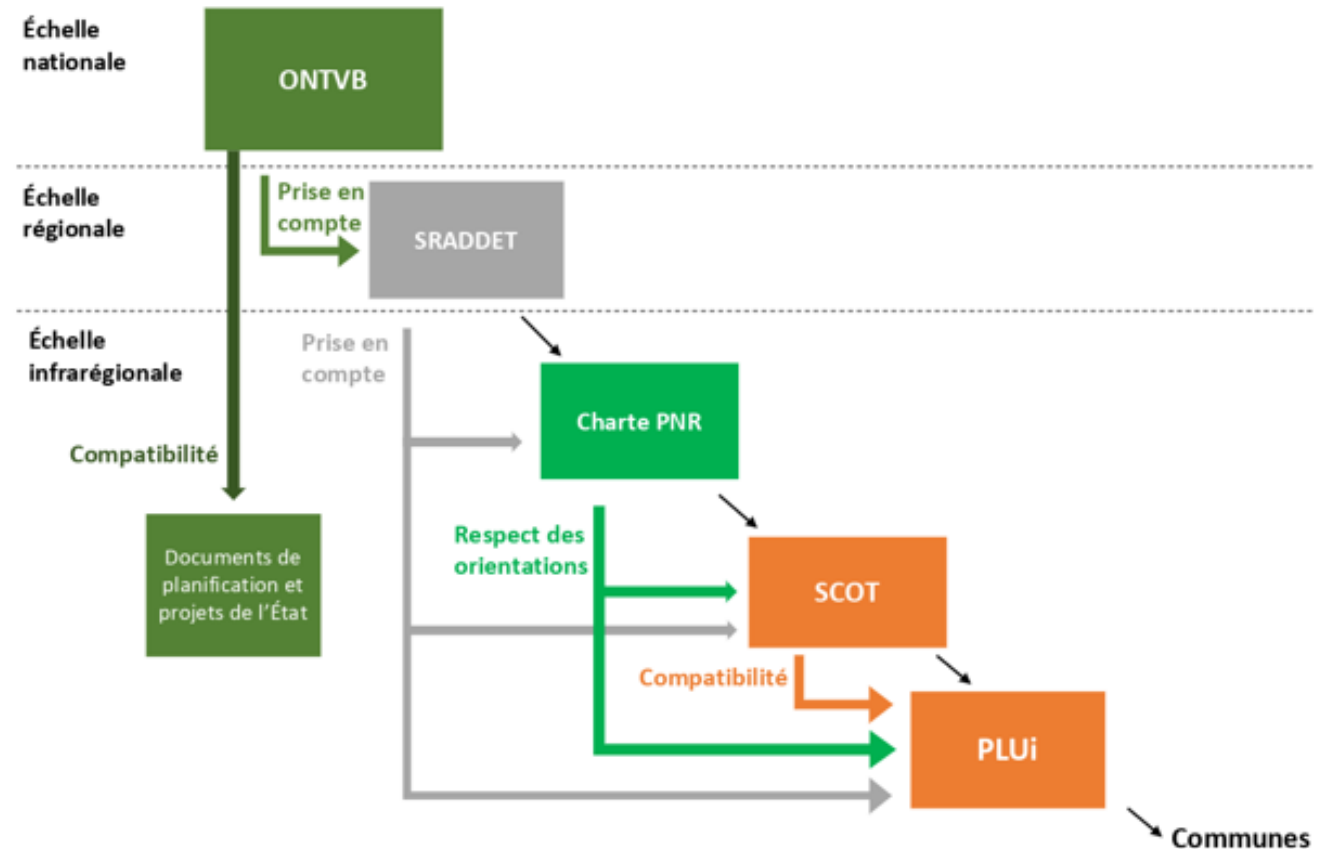 Échelle
nationale
ONTVB
Échelle
régionale
Prise en
compte
SRADDET
Échelle
infrarégionale
Prise en
compte
Charte PNR
Compatibilité
Documents de
planification et
projets de l'État
Respect des
orientations
SCOT
Compatibilité
PLUi
Communes